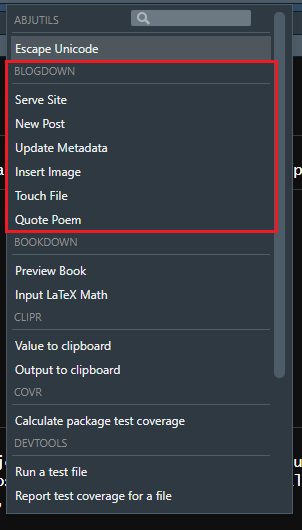 ABJUTILS
Escape Unicode
BLOGDOWN
Serve Site
New Post
Update Metadata
Insert Image
Touch File
Quote Poem
BOOKDOWN
Preview Book
Input LaTeX Math
CLIPR
Value to clipboard
Output to clipboard
COVR
Calculate package test coverage
DEVTOOLS
Run a test file
Report test coverage for a file